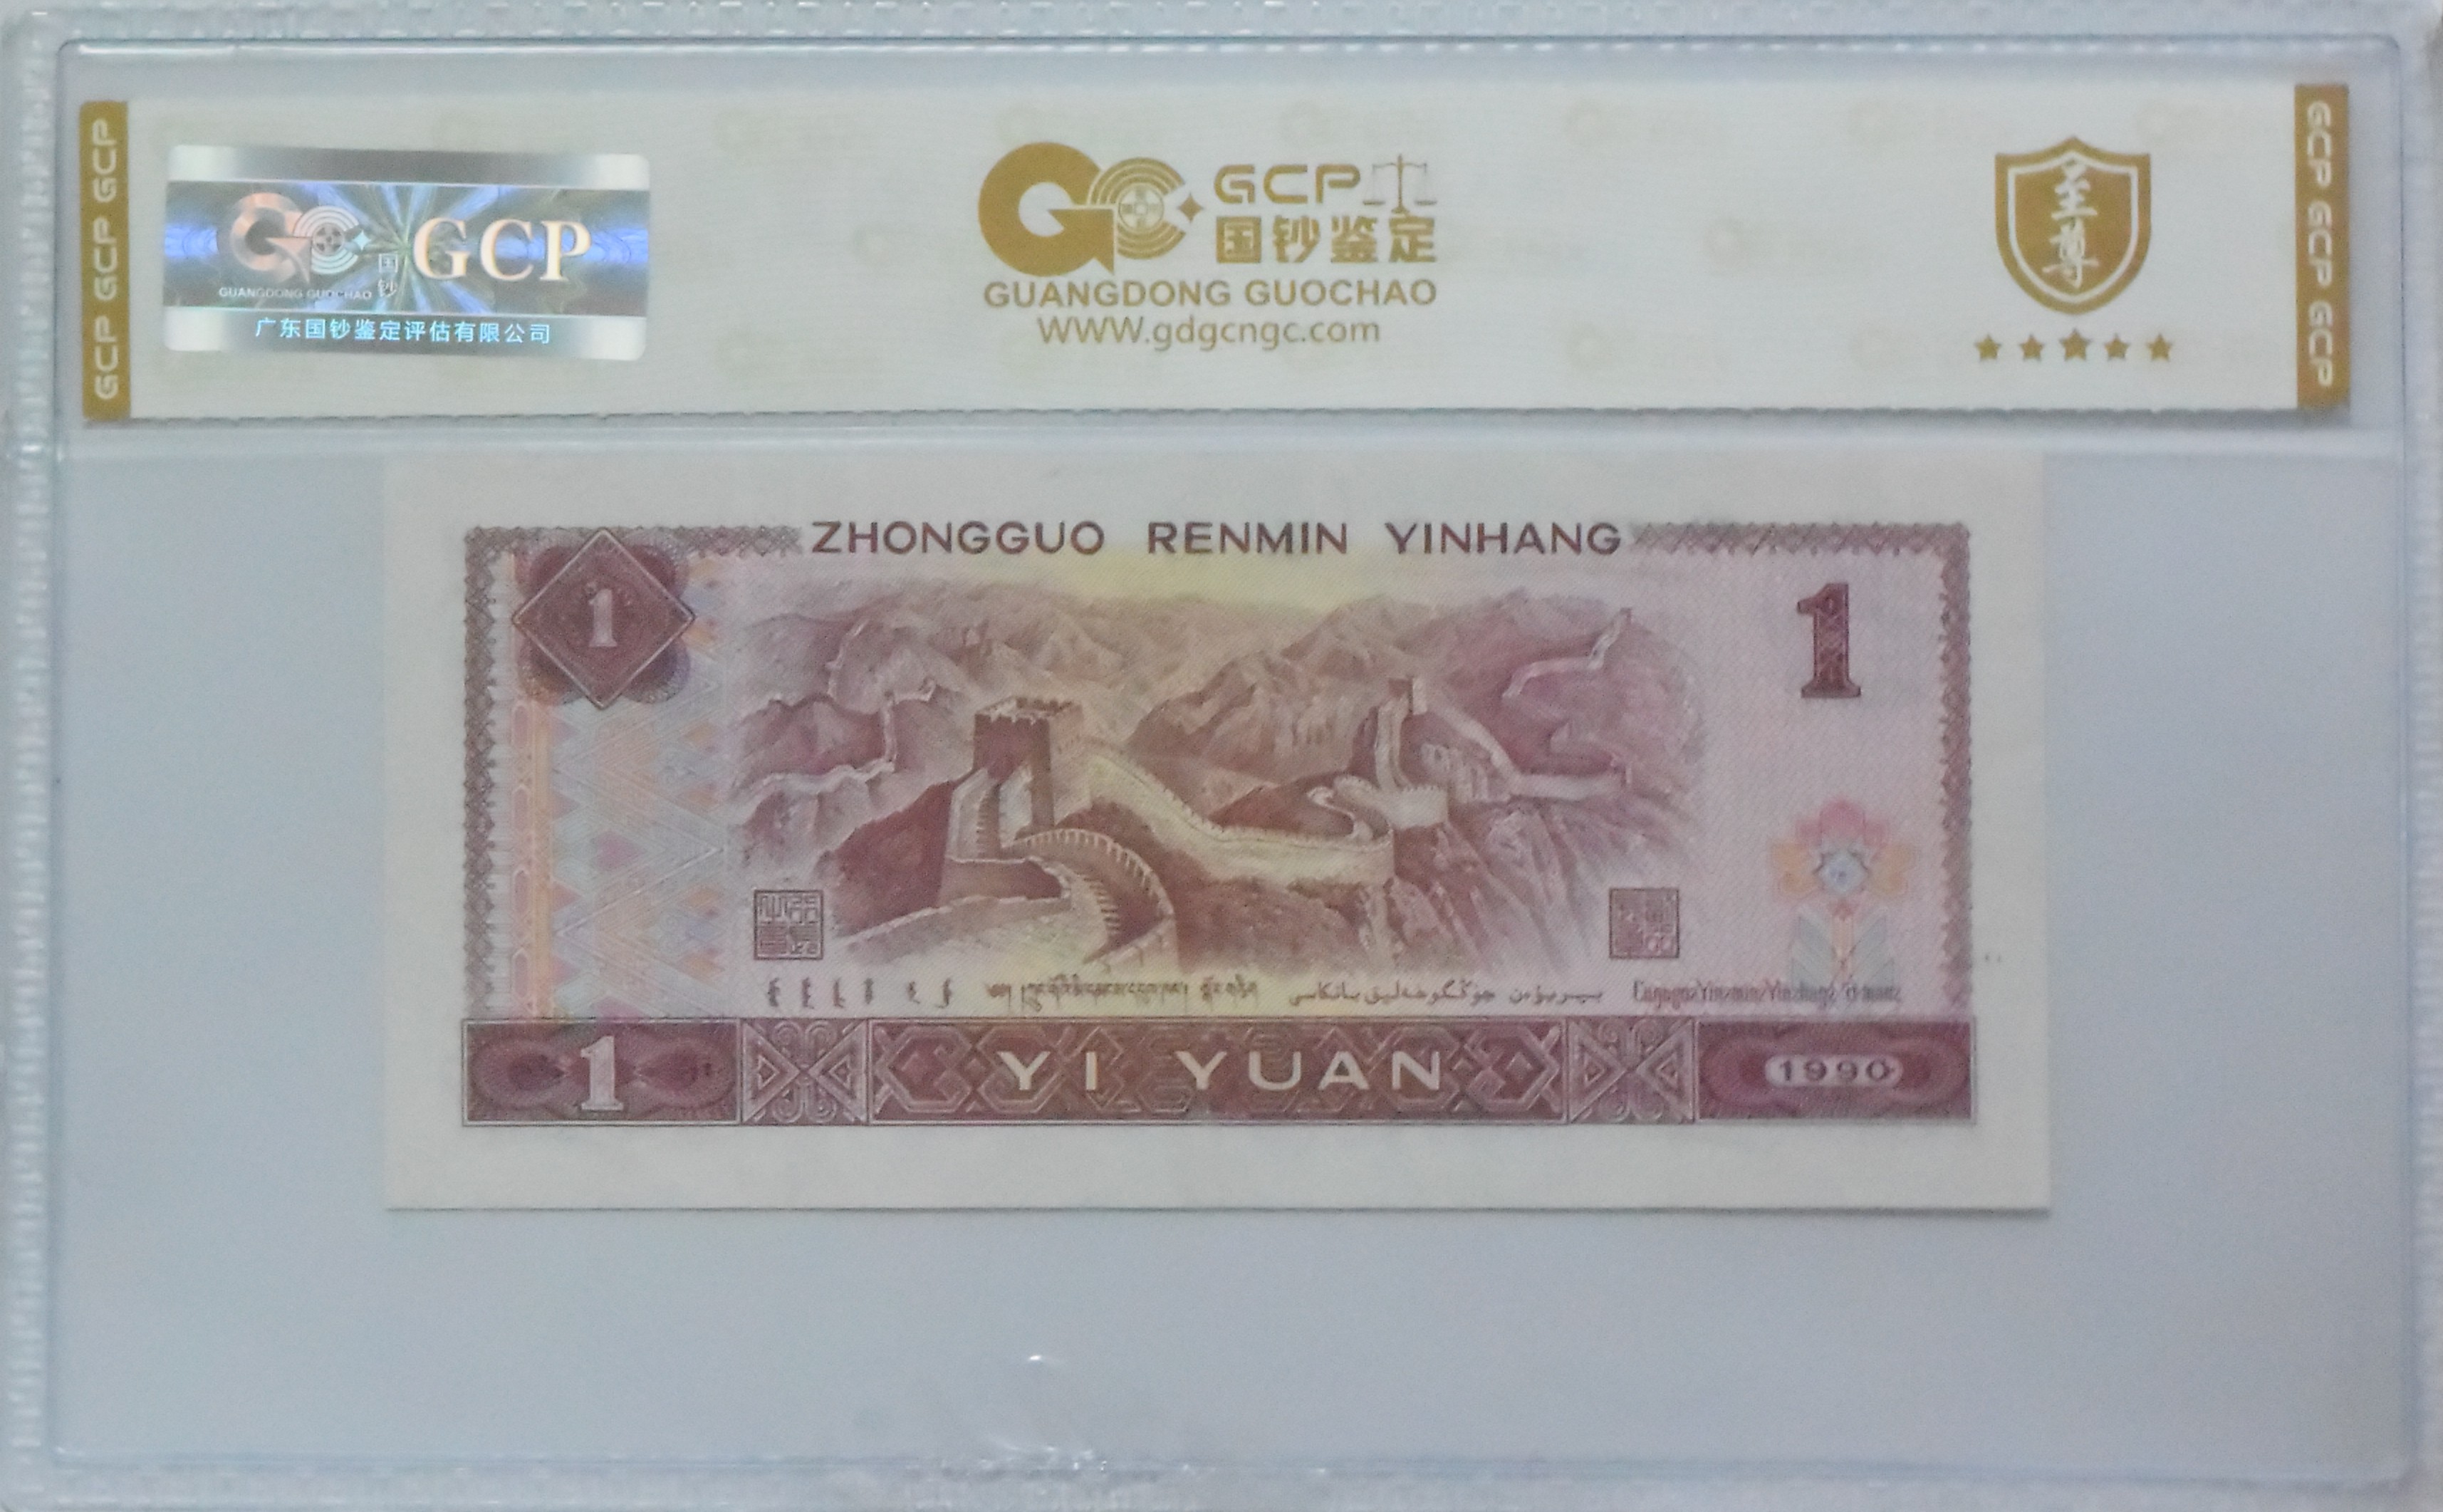 GCP GCP GCP
国钞
GCP
GUANGDONG GUOCHAO
广东国钞鉴定评估有限公司
GCP
国钞鉴定
GUANGDONG GUOCHAO
WWW.gdgcngc.com
至尊
GCP GCP GCP
ZHONGGUO RENMIN YINHANG
1
1
1
YI YUAN
1990